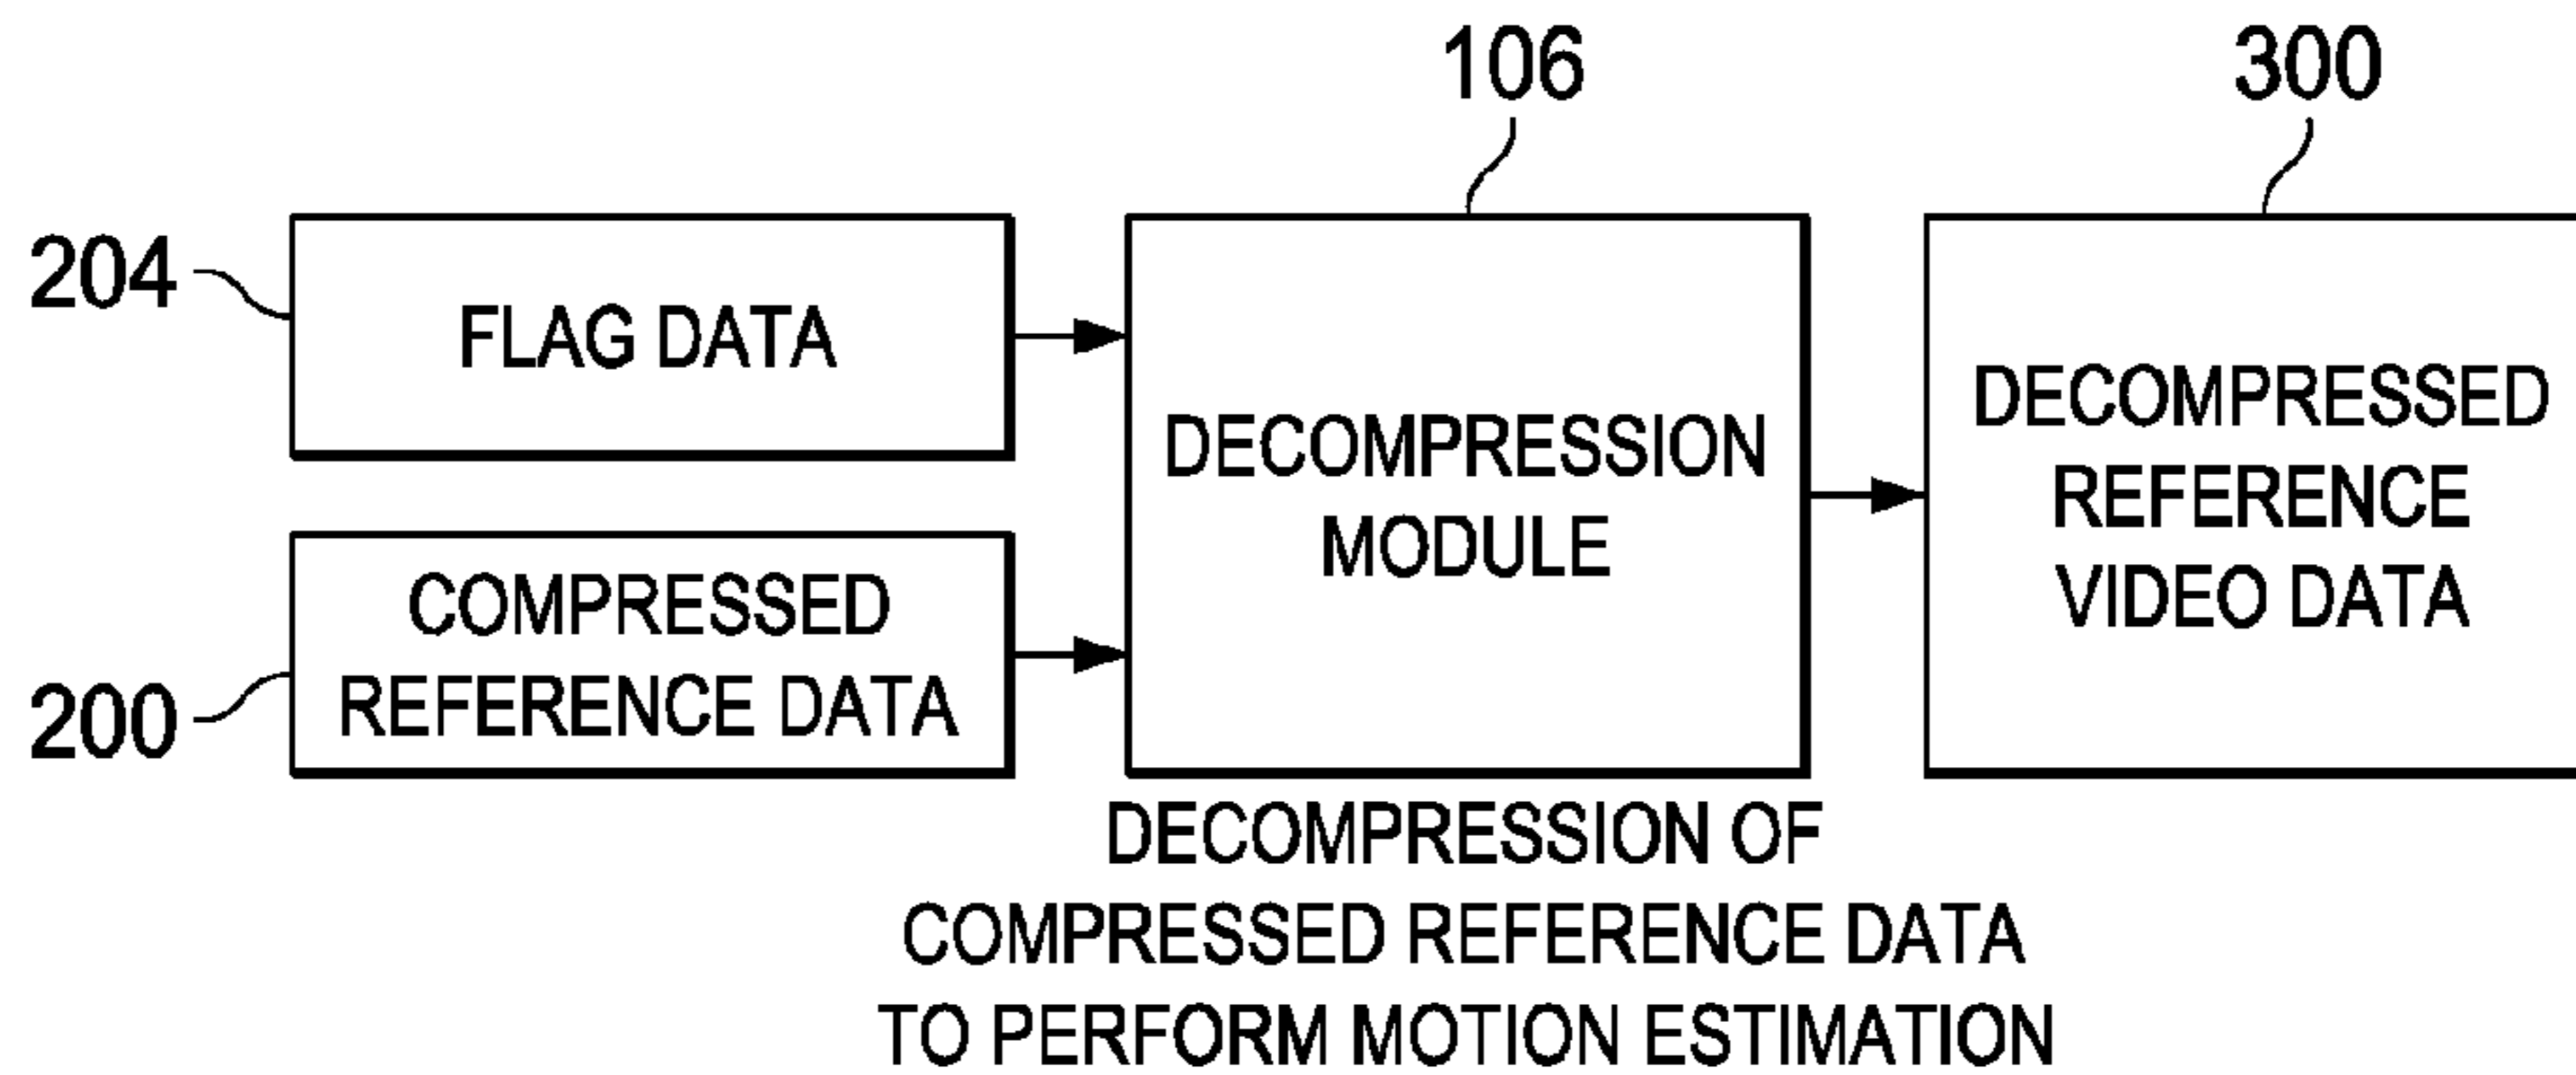 106
300
204
FLAG DATA
DECOMPRESSION
MODULE
DECOMPRESSED
REFERENCE
VIDEO DATA
200
COMPRESSED
REFERENCE DATA
DECOMPRESSION OF
COMPRESSED REFERENCE DATA
TO PERFORM MOTION ESTIMATION